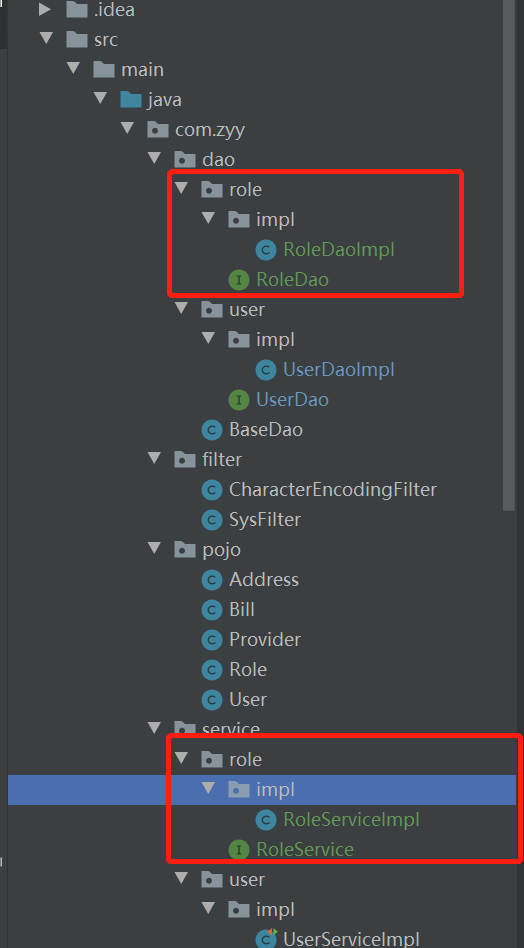 .idea
src
main
java
com.zyy
dao
role
impl
RoleDaoImpl
RoleDao
user
impl
UserDaoImpl
UserDao
BaseDao
filter
CharacterEncodingFilter
SysFilter
pojo
Address
Bill
Provider
Role
User
service
role
impl
RoleServiceImpl
RoleService
user
impl
UserServiceImpl